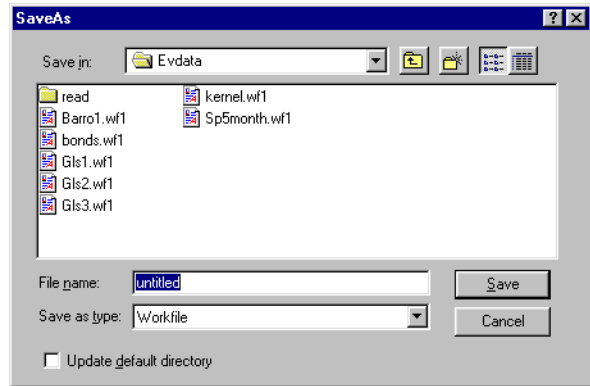 SaveAs
Save in: Evdata
read
Barro1.wf1
bonds.wf1
Gls1.wf1
Gls2.wf1
Gls3.wf1
kernel.wf1
Sp5month.wf1
File name: untitled Save
Save as type: Workfile Cancel
Update default directory